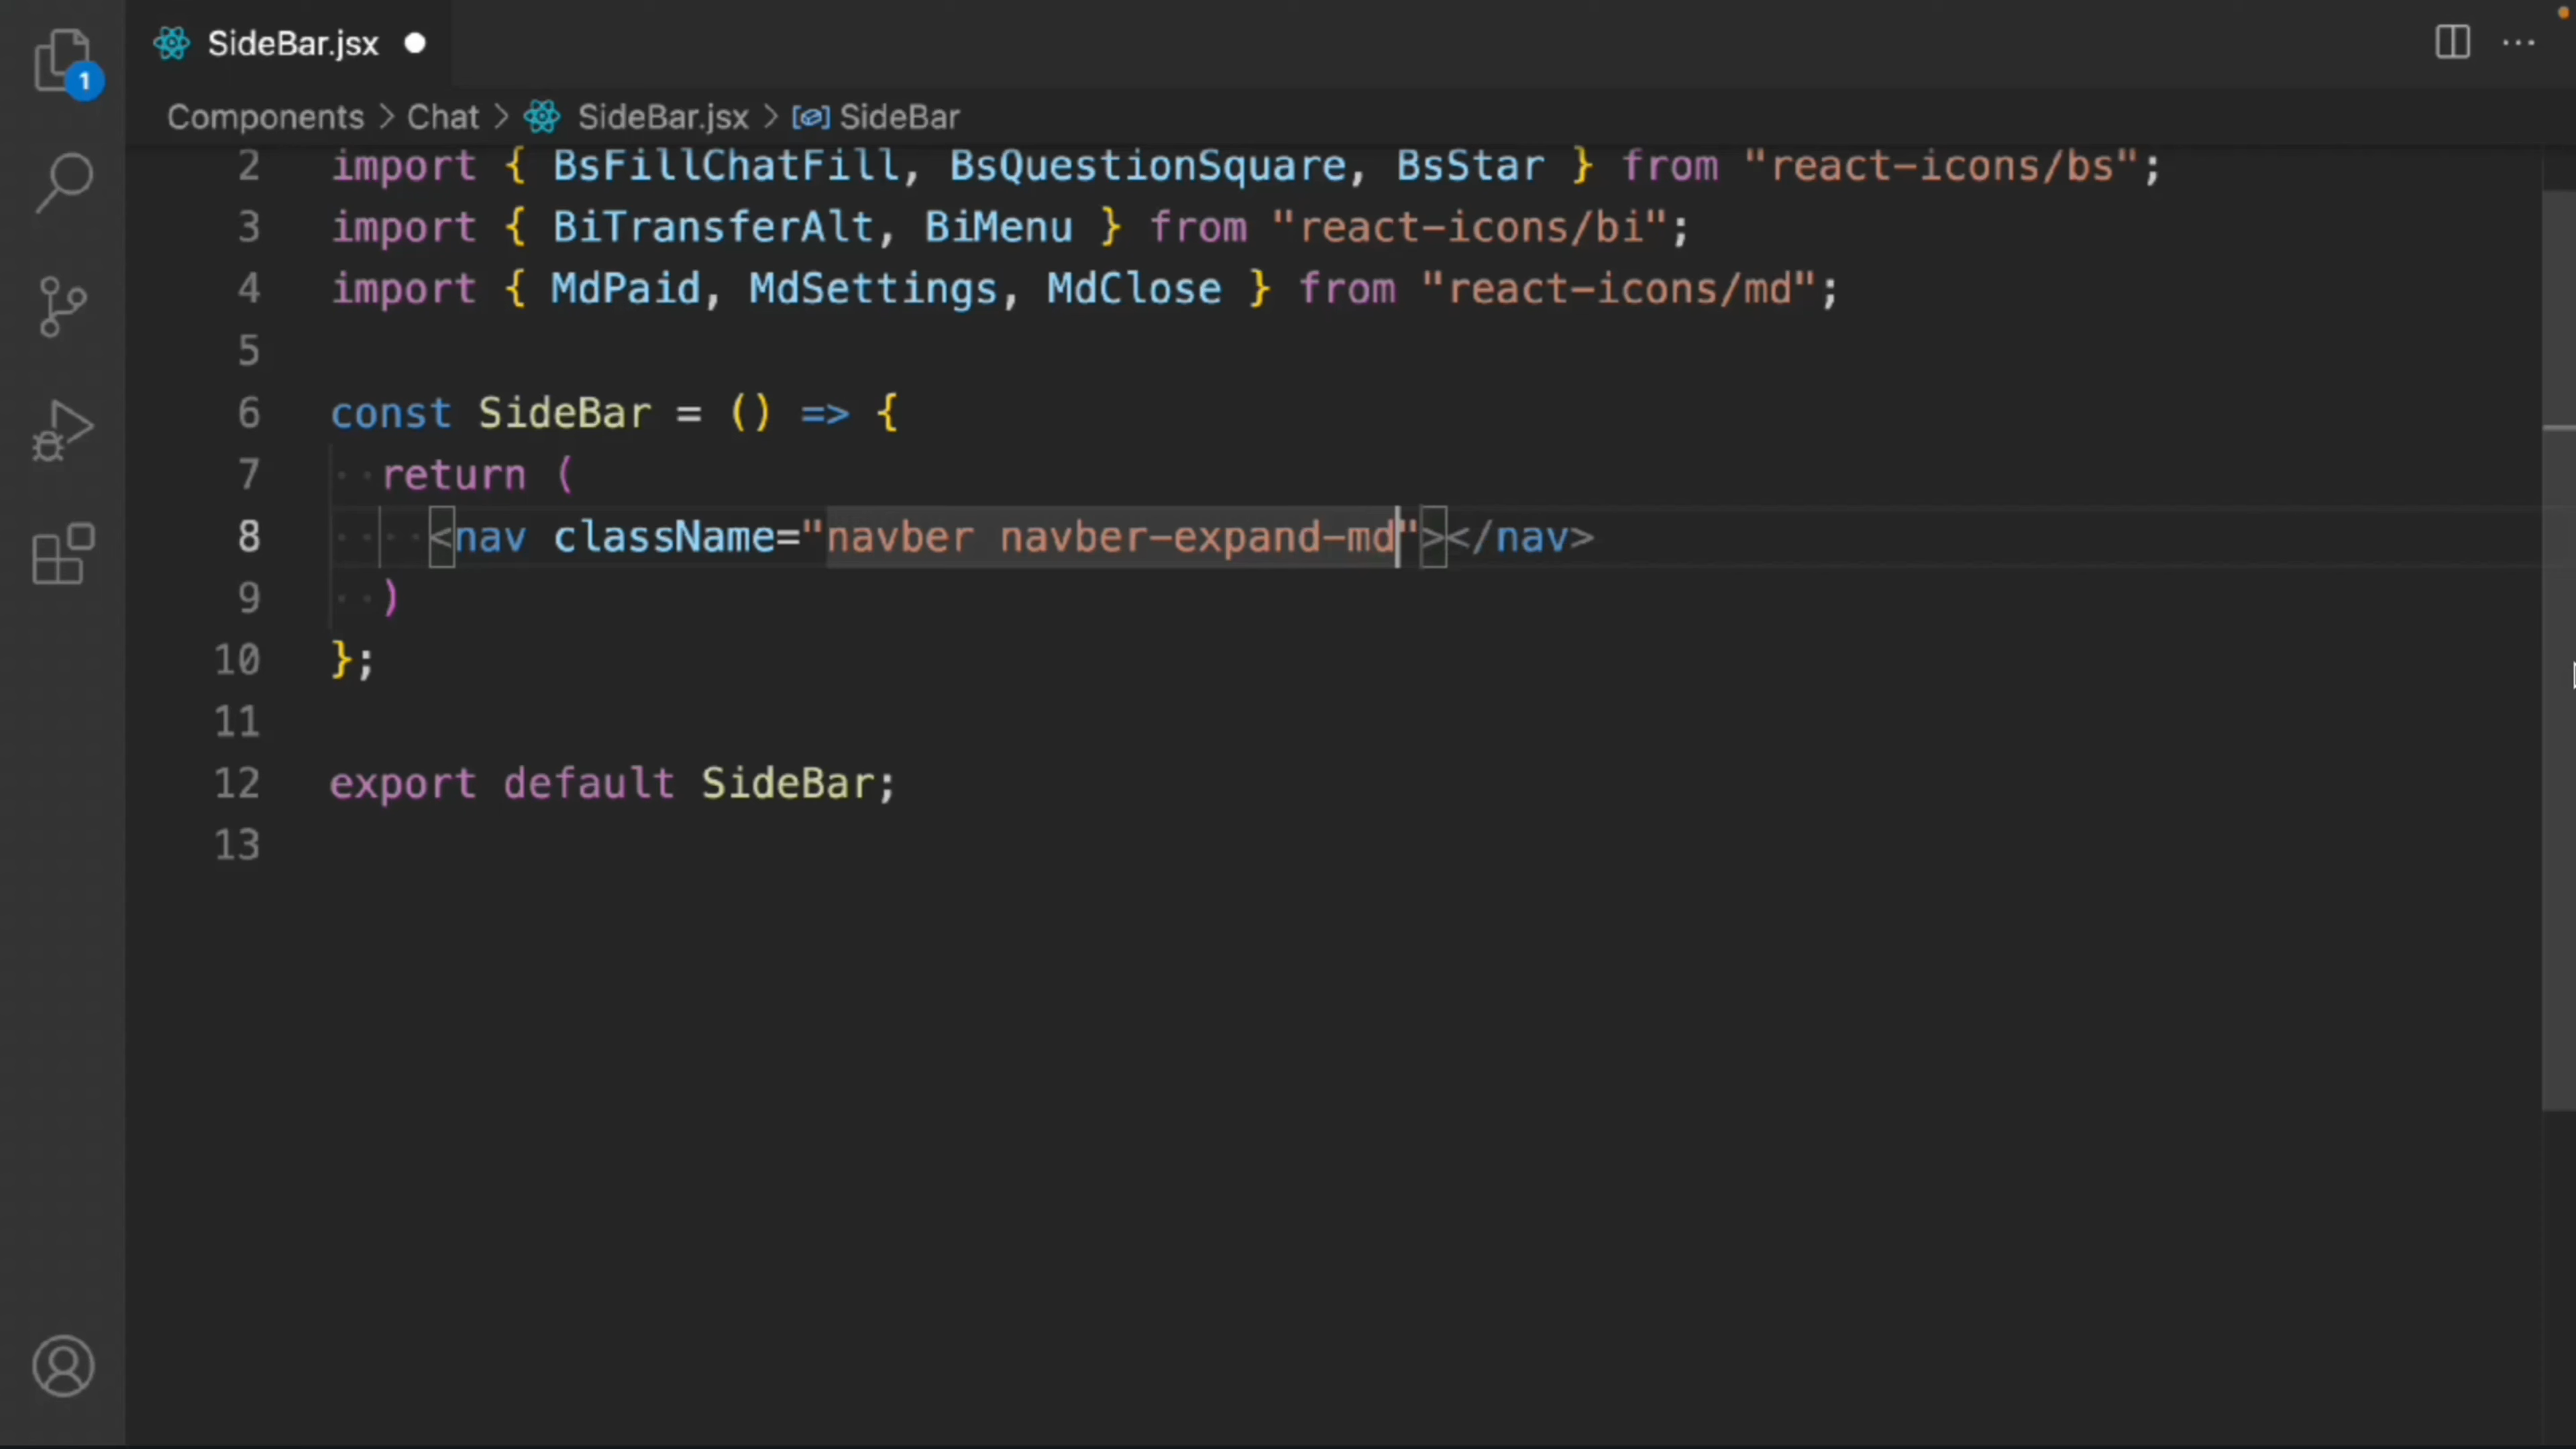 SideBar.jsx
1
Components > Chat > SideBar.jsx > SideBar
2 import { BsFillChatFill, BsQuestionSquare, BsStar } from "react-icons/bs";
3 import { BiTransferAlt, BiMenu } from "react-icons/bi";
4 import { MdPaid, MdSettings, MdClose } from "react-icons/md";
5
6 const SideBar = () => {
7 return (
8 <nav className="navber navber-expand-md"></nav>
9 )
10 };
11
12 export default SideBar;
13